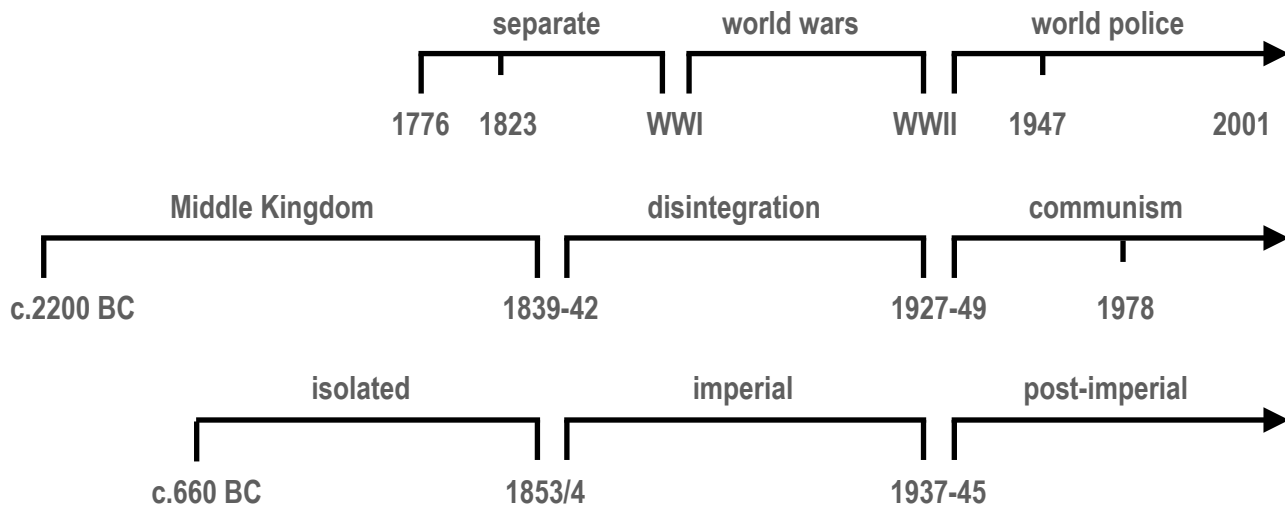 separate world wars world police
1776 1823 WWI WWII 1947 2001
Middle Kingdom disintegration communism
c.2200 BC 1839-42 1927-49 1978
isolated imperial post-imperial
c.660 BC 1853/4 1937-45